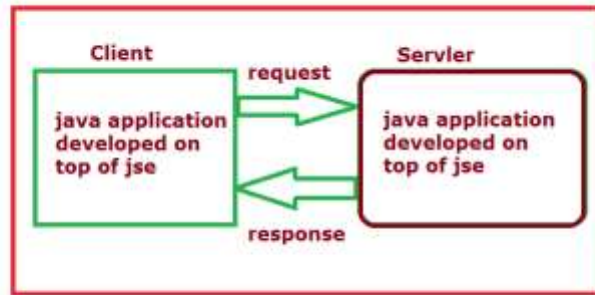 Client
Servler
request
java application
developed on
top of jse
java application
developed on
top of jse
response